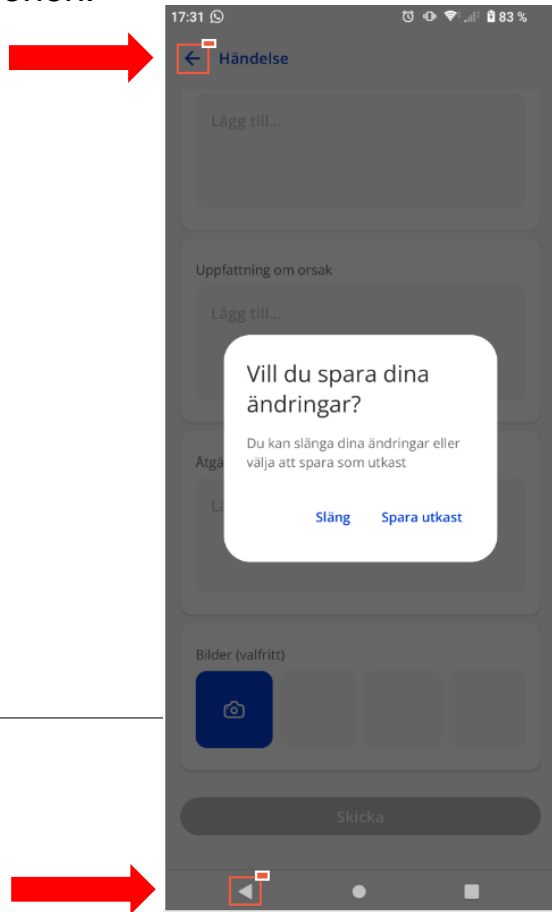 17:31 83 %
Händelse
Lägg till...
Uppfattning om orsak
Lägg till...
Vill du spara dina
ändringar?
Du kan slänga dina ändringar eller
välja att spara som utkast
Släng Spara utkast
Bilder (valfritt)
Skicka